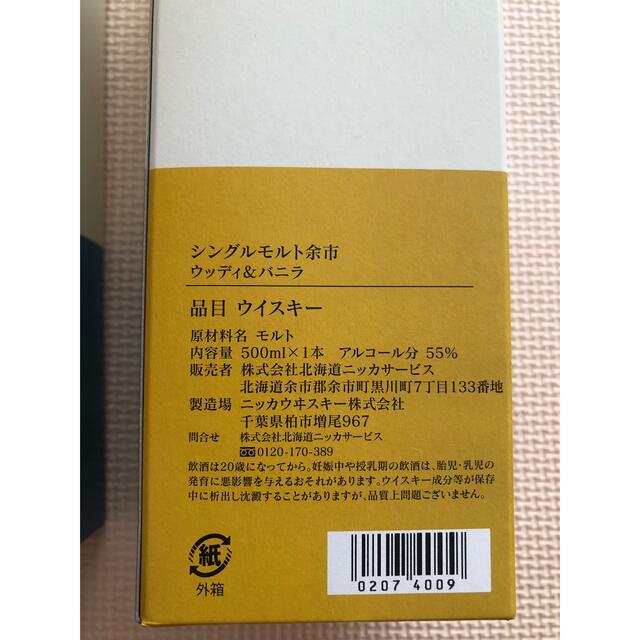 シングルモルト余市
ウッディ&バニラ
品目 ウイスキー
原材料名 モルト
内容量 500ml×1本 アルコール分 55%
販売者 株式会社北海道ニッカサービス
北海道余市郡余市町黒川町7丁目133番地
製造場 ニッカウヰスキー株式会社
千葉県柏市増尾967
問合せ 株式会社北海道ニッカサービス
0120-170-389
飲酒は20歳になってから。妊娠中や授乳期の飲酒は、胎児・乳児の
発育に悪影響を与えるおそれがあります。ウイスキー成分等が保存
中に析出し沈澱することがありますが、品質上問題ございません。
紙
外箱
0207 4009